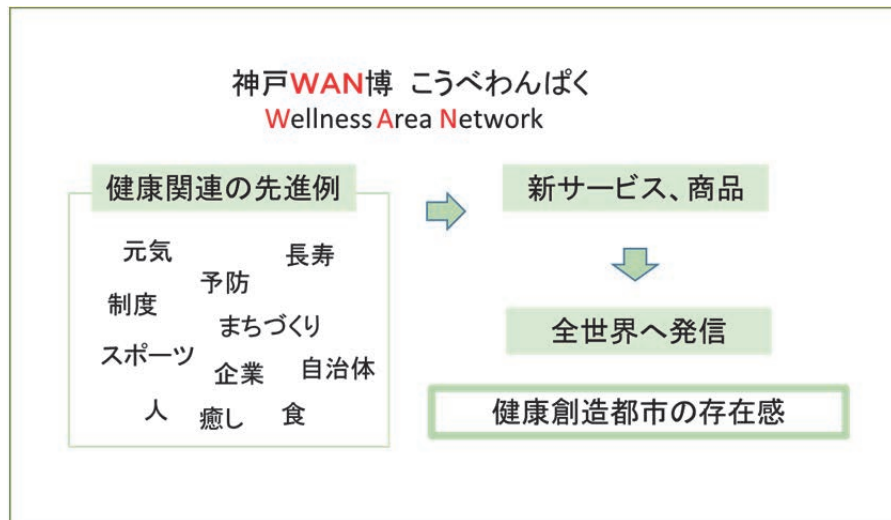 神戸WAN博 こうべわんぱく
Wellness Area Network
健康関連の先進例
元気
長寿
予防
制度
まちづくり
スポーツ
企業
自治体
人
癒し
食
新サービス、商品
全世界へ発信
健康創造都市の存在感